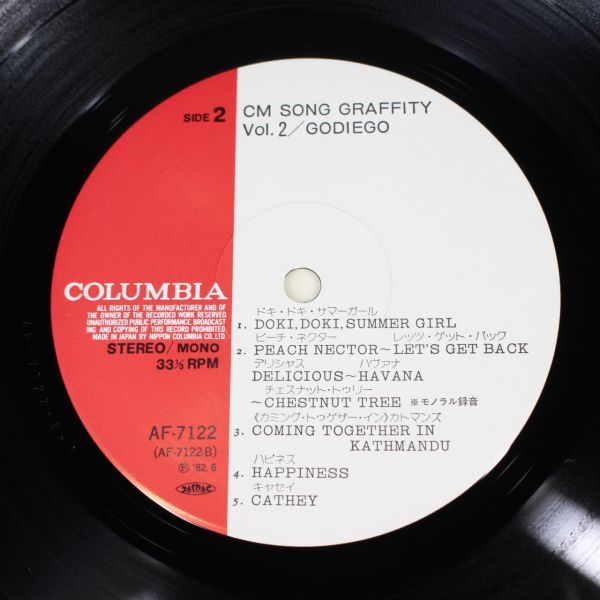 SIDE 2
CM SONG GRAFFITY
Vol. 2/GODIEGO
COLUMBIA
ALL RIGHTS OF THE MANUFACTURER AND OF
THE OWNER OF THE RECORDED WORK RESERVED.
UNAUTHORIZED PUBLIC PERFORMANCE. BROADCAST-
ING AND COPYING OF THIS RECORD PROHIBITED.
MADE IN JAPAN BY NIPPON COLUMBIA CO. LTD.
STEREO/MONO
33⅓ RPM
AF-7122
(AF-7122-B)
Ⓟ '82. 6
JASRAC
ドキ・ドキ・サマーガール
1. DOKI, DOKI, SUMMER GIRL
ピーチ・ネクター レッツ・ゲット・バック
2. PEACH NECTOR~LET'S GET BACK
デリシャス ハヴァナ
DELICIOUS~HAVANA
チェスナット・トゥリー
~CHESTNUT TREE ※モノラル録音
《カミング・トゥゲザー・イン》カトマンズ
3. COMING TOGETHER IN
KATHMANDU
ハピネス
4. HAPPINESS
キャセイ
5. CATHEY